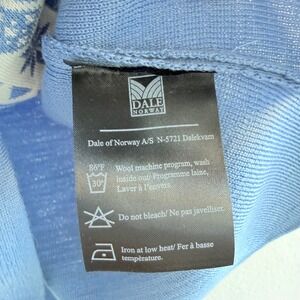 DALE
NORWAY
Dale of Norway A/S N-5721 Dalekvam
86°F
30°
Wool machine program, wash
inside out/ Programme laine,
Laver à l'envers
Do not bleach/ Ne pas javelliser.
Iron at low heat/ Fer à basse
température.